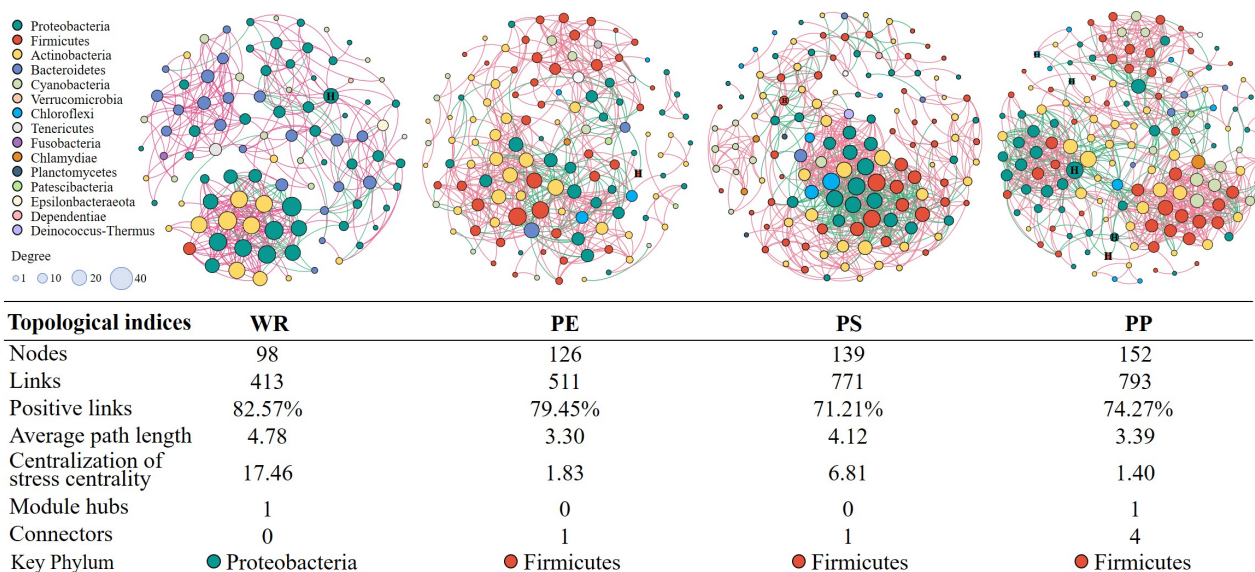 Proteobacteria
Firmicutes
Actinobacteria
Bacteroidetes
Cyanobacteria
Verrucomicrobia
Chloroflexi
Tenericutes
Fusobacteria
Chlamydiae
Planctomycetes
Patescibacteria
Epsilonbacteraeota
Dependentiae
Deinococcus-Thermus
Degree
1 10 20 40
H
H
H
H
H
H
H
H
Topological indices WR PE PS PP
Nodes 98 126 139 152
Links 413 511 771 793
Positive links 82.57% 79.45% 71.21% 74.27%
Average path length 4.78 3.30 4.12 3.39
Centralization of
stress centrality 17.46 1.83 6.81 1.40
Module hubs 1 0 0 1
Connectors 0 1 1 4
Key Phylum Proteobacteria Firmicutes Firmicutes Firmicutes